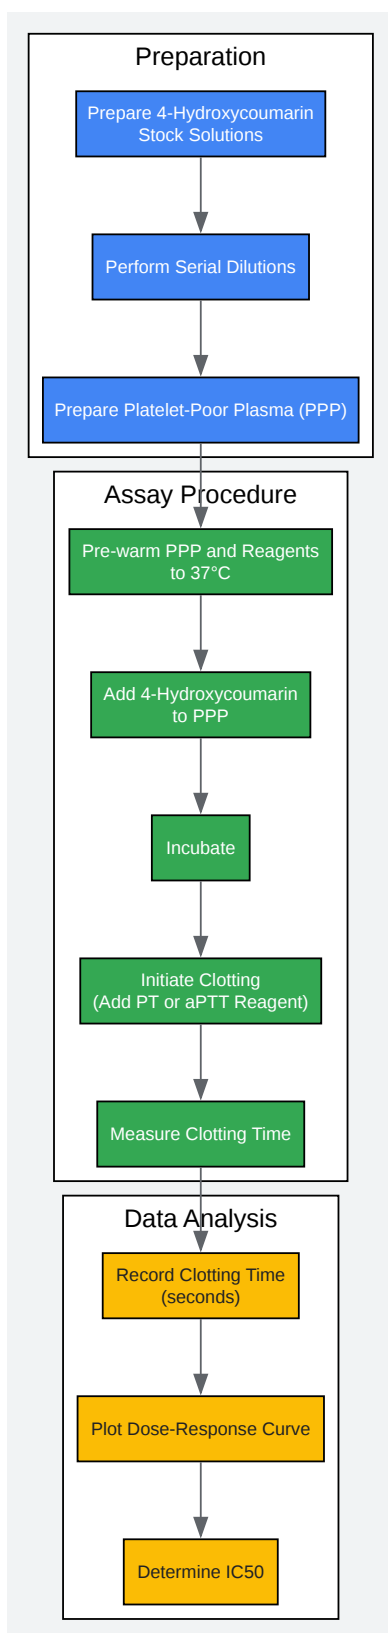 Preparation
Prepare 4-Hydroxycoumarin
Stock Solutions
Perform Serial Dilutions
Prepare Platelet-Poor Plasma (PPP)
Assay Procedure
Pre-warm PPP and Reagents
to 37°C
Add 4-Hydroxycoumarin
to PPP
Incubate
Initiate Clotting
(Add PT or aPTT Reagent)
Measure Clotting Time
Data Analysis
Record Clotting Time
(seconds)
Plot Dose-Response Curve
Determine IC50